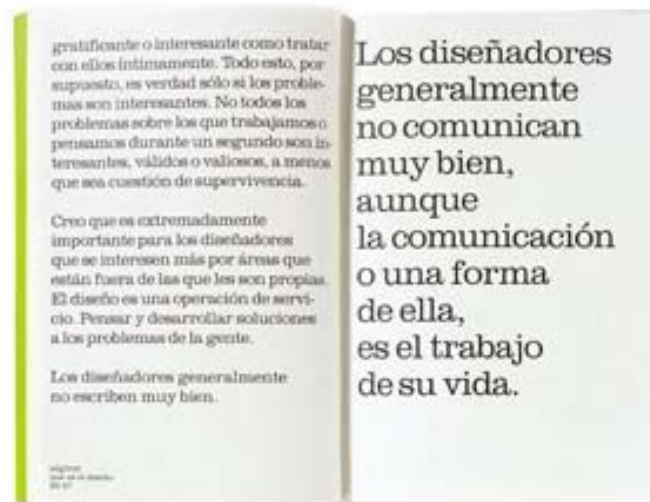 gratificante o interesante como tratar
con ellos íntimamente. Todo esto, por
supuesto, es verdad sólo si los proble-
mas son interesantes. No todos los
problemas sobre los que trabajamos o
pensamos durante un segundo son in-
teresantes, válidos o valiosos, a menos
que sea cuestión de supervivencia.
Creo que es extremadamente
importante para los diseñadores
que se interesen más por áreas que
están fuera de las que les son propias.
El diseño es una operación de servi-
cio. Pensar y desarrollar soluciones
a los problemas de la gente.
Los diseñadores generalmente
no escriben muy bien.
Los diseñadores
generalmente
no comunican
muy bien,
aunque
la comunicación
o una forma
de ella,
es el trabajo
de su vida.